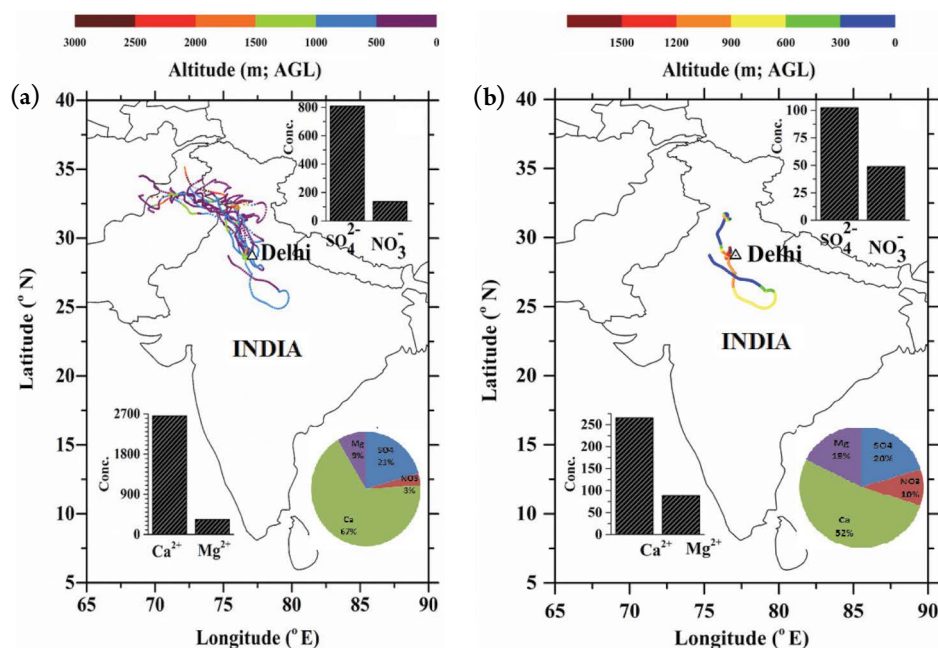 3000 2500 2000 1500 1000 500 0
Altitude (m; AGL)
(a)
40
35
30
25
20
15
10
5
65 70 75 80 85 90
Latitude (° N)
Longitude (° E)
800
600
400
200
0
Conc.
SO₄²⁻ NO₃⁻
Delhi
INDIA
2700
1800
900
0
Conc.
Ca²⁺ Mg²⁺
Mg
9%
SO4
21%
NO3
3%
Ca
67%
1500 1200 900 600 300 0
Altitude (m; AGL)
(b)
40
35
30
25
20
15
10
5
65 70 75 80 85 90
Latitude (° N)
Longitude (° E)
100
75
50
25
0
Conc.
SO₄²⁻ NO₃⁻
Delhi
INDIA
250
200
150
100
50
0
Conc.
Ca²⁺ Mg²⁺
Mg
18%
SO4
20%
NO3
10%
Ca
52%